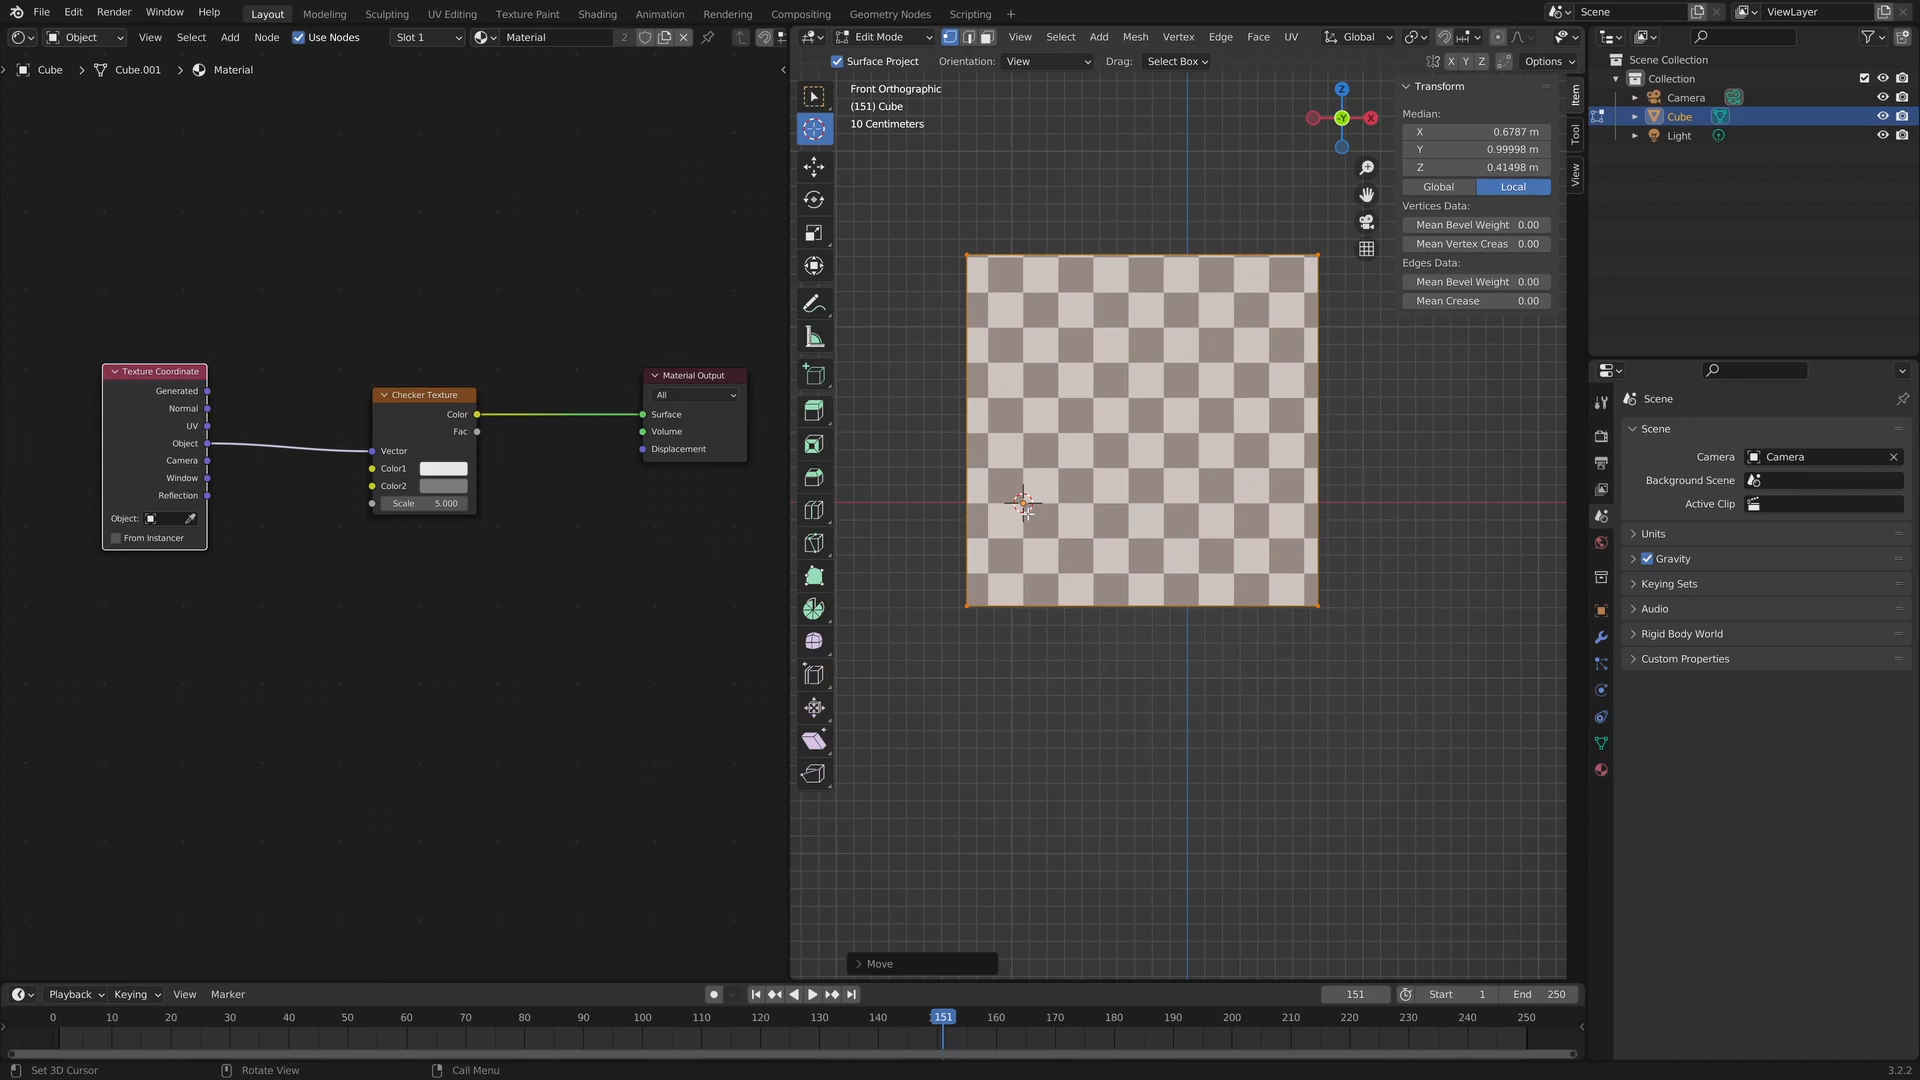 File Edit Render Window Help Layout Modeling Sculpting UV Editing Texture Paint Shading Animation Rendering Compositing Geometry Nodes Scripting + Scene ViewLayer
Object View Select Add Node Use Nodes Slot 1 Material 2
Edit Mode View Select Add Mesh Vertex Edge Face UV Global
Surface Project Orientation: View Drag: Select Box X Y Z Options
Cube > Cube.001 > Material
Front Orthographic
(151) Cube
10 Centimeters
Z
-Y
X
Transform
Median:
X 0.6787 m
Y 0.99998 m
Z 0.41498 m
Global Local
Vertices Data:
Mean Bevel Weight 0.00
Mean Vertex Creas 0.00
Edges Data:
Mean Bevel Weight 0.00
Mean Crease 0.00
Item
Tool
View
Scene Collection
Collection
Camera
Cube
Light
Texture Coordinate
Generated
Normal
UV
Object
Camera
Window
Reflection
Object:
From Instancer
Checker Texture
Color
Fac
Vector
Color1
Color2
Scale 5.000
Material Output
All
Surface
Volume
Displacement
Scene
Scene
Camera Camera
Background Scene
Active Clip
Units
Gravity
Keying Sets
Audio
Rigid Body World
Custom Properties
Move
Playback Keying View Marker 151 Start 1 End 250
0 10 20 30 40 50 60 70 80 90 100 110 120 130 140 151 160 170 180 190 200 210 220 230 240 250
Set 3D Cursor Rotate View Call Menu 3.2.2